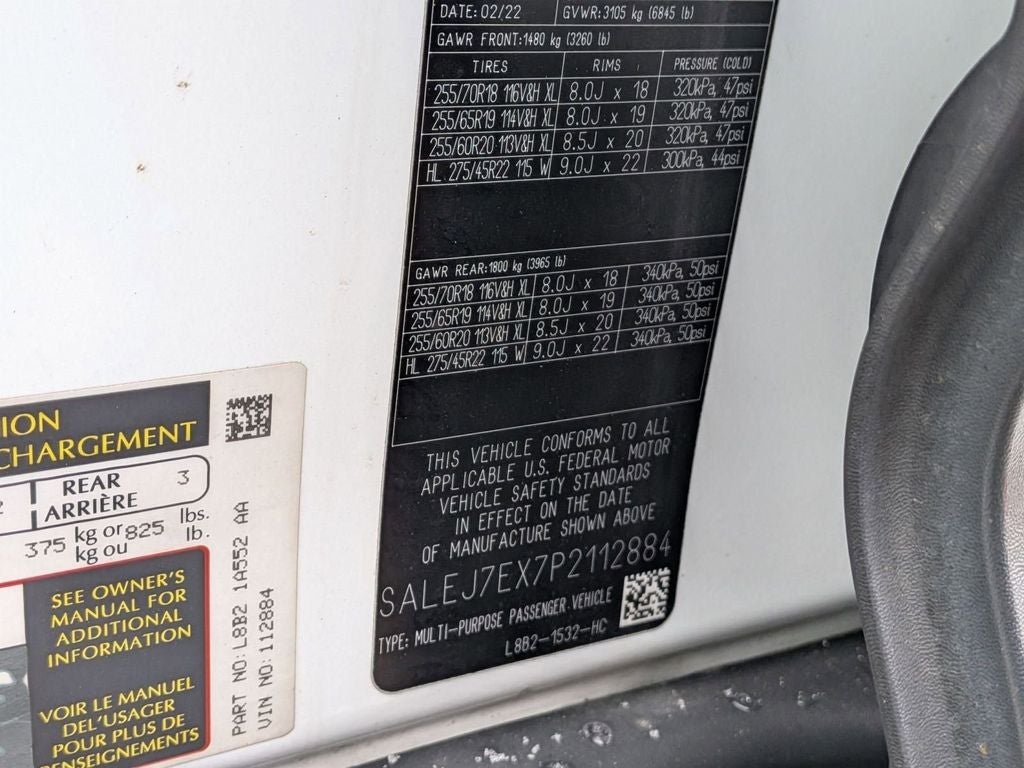 DATE: 02/22 GVWR: 3105 kg (6845 lb)
GAWR FRONT: 1480 kg (3260 lb)
TIRES RIMS PRESSURE (COLD)
255/70R18 116V&H XL 8.0J x 18 320kPa, 47psi
255/65R19 114V&H XL 8.0J x 19 320kPa, 47psi
255/60R20 113V&H XL 8.5J x 20 320kPa, 47psi
HL 275/45R22 115 W 9.0J x 22 300kPa, 44psi
GAWR REAR: 1800 kg (3965 lb)
255/70R18 116V&H XL 8.0J x 18 340kPa, 50psi
255/65R19 114V&H XL 8.0J x 19 340kPa, 50psi
255/60R20 113V&H XL 8.5J x 20 340kPa, 50psi
HL 275/45R22 115 W 9.0J x 22 340kPa, 50psi
THIS VEHICLE CONFORMS TO ALL
APPLICABLE U.S. FEDERAL MOTOR
VEHICLE SAFETY STANDARDS
IN EFFECT ON THE DATE
OF MANUFACTURE SHOWN ABOVE
SALEJ7EX7P2112884
TYPE: MULTI-PURPOSE PASSENGER VEHICLE
L8B2-1532-HC
ION
CHARGEMENT
2 REAR 3
ARRIÈRE
375 kg or 825 lbs.
kg ou lb.
SEE OWNER'S
MANUAL FOR
ADDITIONAL
INFORMATION
VOIR LE MANUEL
DEL'USAGER
POUR PLUS DE
RENSEIGNEMENTS
PART NO: L8B2 1A552 AA
VIN NO: 112884